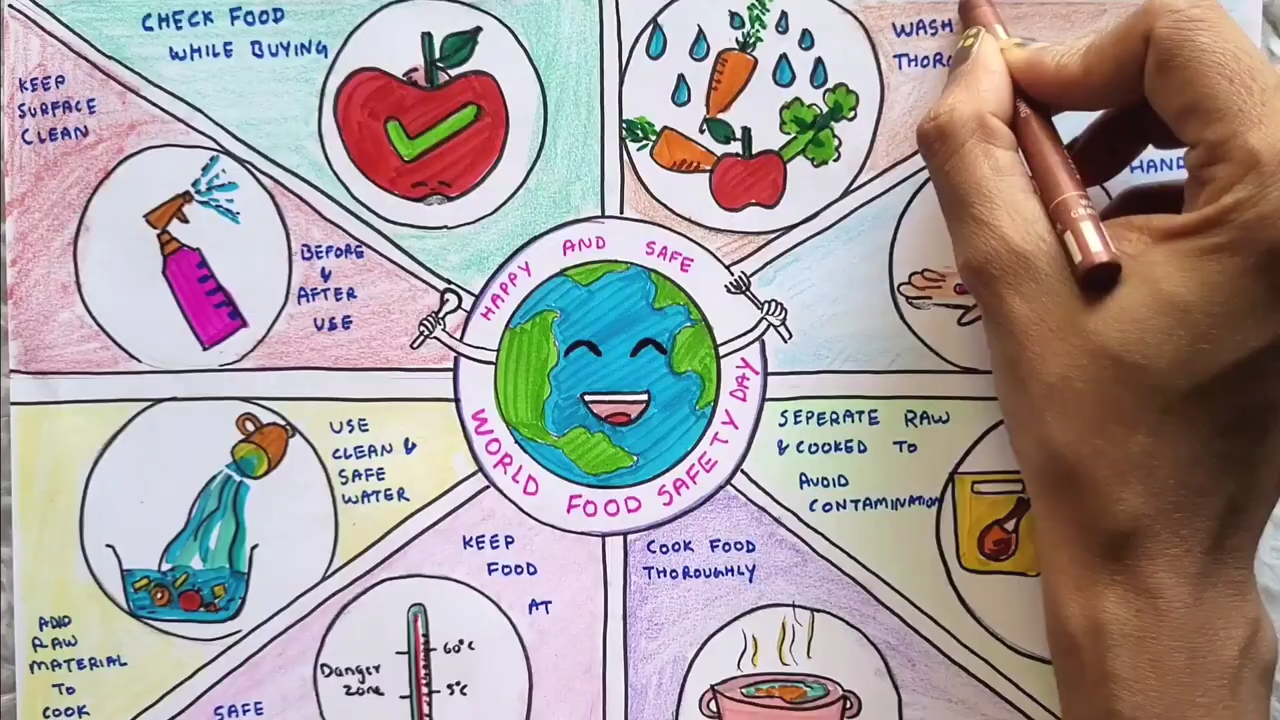 CHECK FOOD
WHILE BUYING
KEEP
SURFACE
CLEAN
BEFORE
&
AFTER
USE
WASH
HAND
HAPPY AND SAFE
WORLD FOOD SAFETY DAY
USE
CLEAN &
SAFE
WATER
ADD
RAW
MATERIAL
TO
COOK
SEPERATE RAW
& COOKED TO
AVOID
CONTAMINATION
KEEP
FOOD
AT
SAFE
Danger
zone
60°C
5°C
COOK FOOD
THOROUGHLY